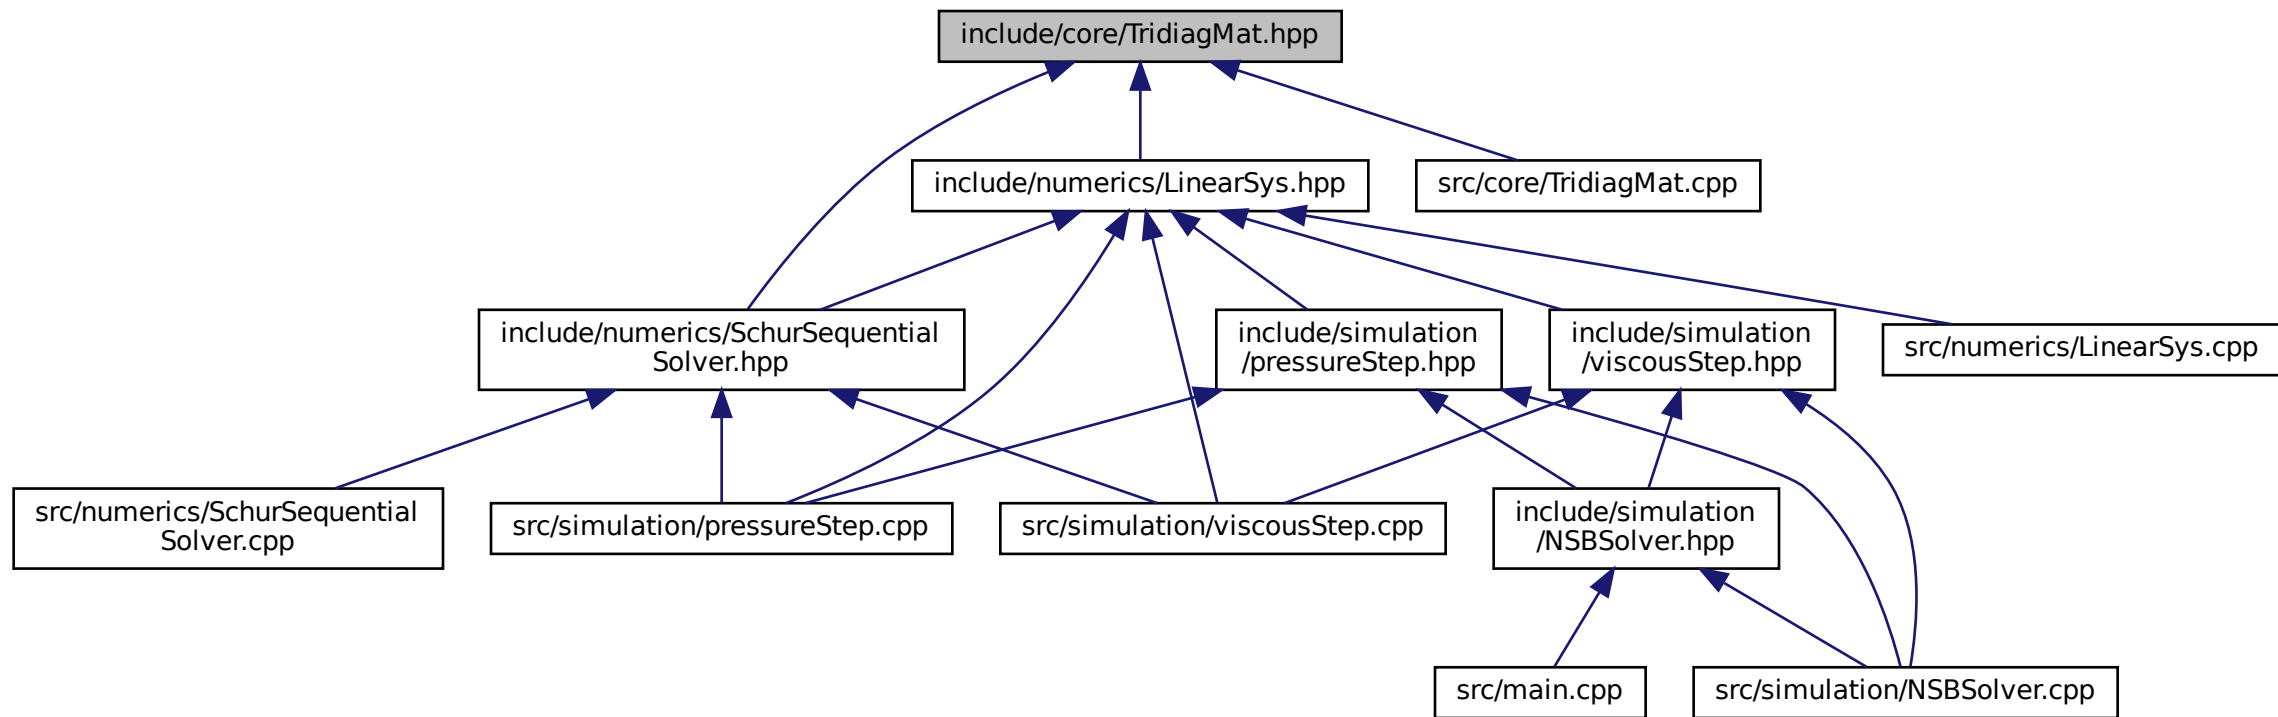 include/core/TridiagMat.hpp
include/numerics/LinearSys.hpp
src/core/TridiagMat.cpp
include/numerics/SchurSequential
Solver.hpp
include/simulation
/pressureStep.hpp
include/simulation
/viscousStep.hpp
src/numerics/LinearSys.cpp
src/numerics/SchurSequential
Solver.cpp
src/simulation/pressureStep.cpp
src/simulation/viscousStep.cpp
include/simulation
/NSBSolver.hpp
src/main.cpp
src/simulation/NSBSolver.cpp